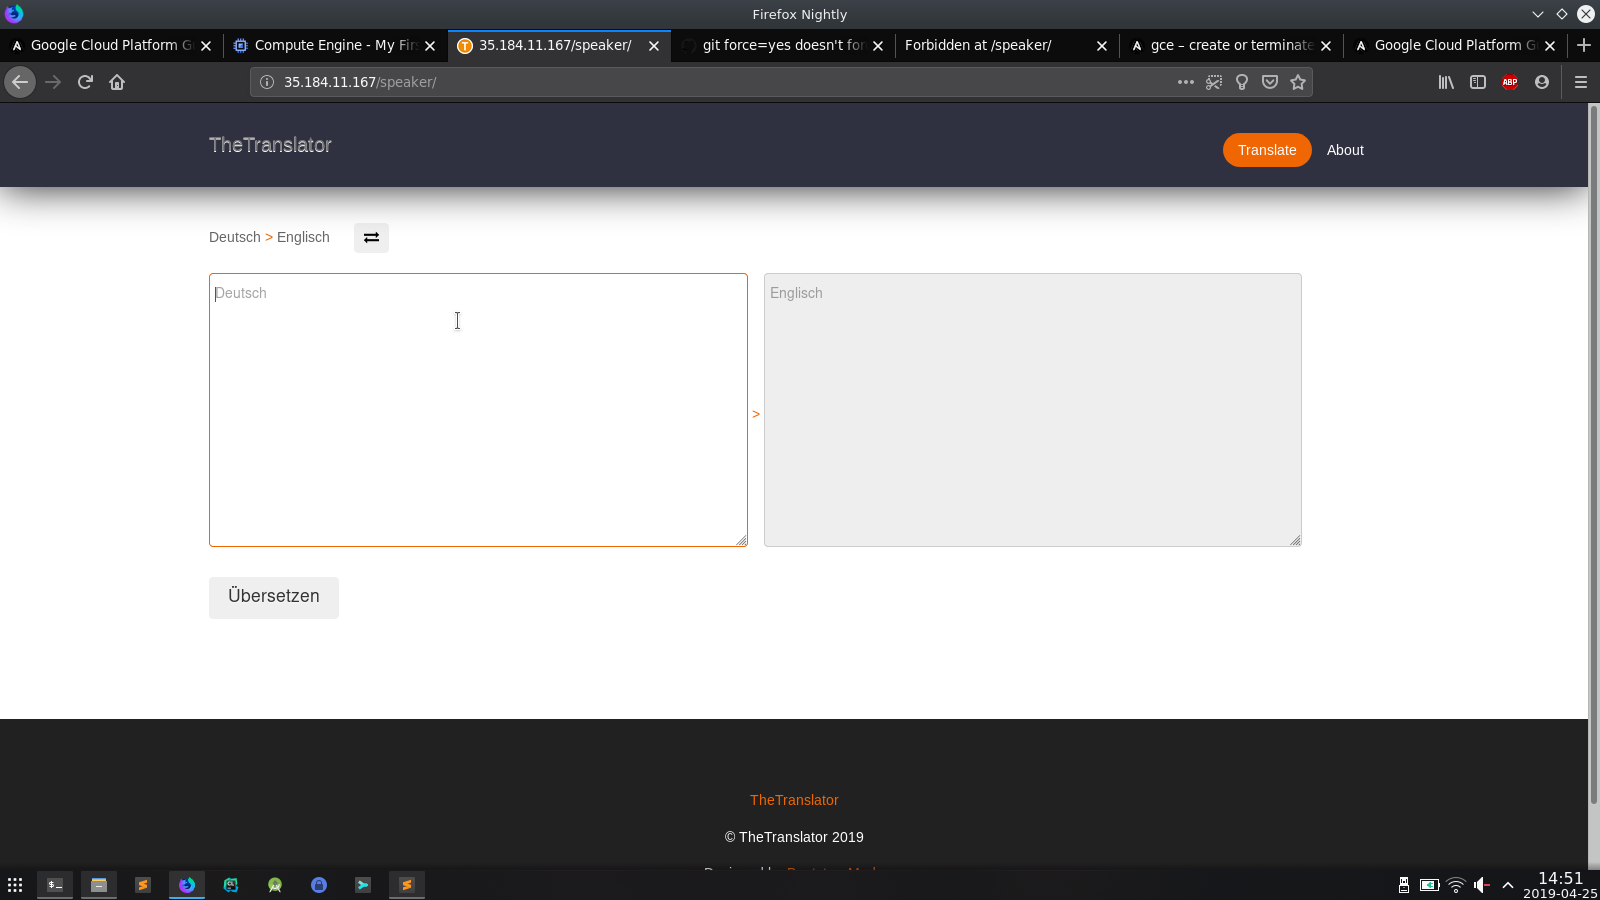 Firefox Nightly
Google Cloud Platform G
Compute Engine - My Fir
35.184.11.167/speaker/
git force=yes doesn't for
Forbidden at /speaker/
gce – create or terminate
Google Cloud Platform G
35.184.11.167/speaker/
ABP
TheTranslator
Translate
About
Deutsch > Englisch
Deutsch
Englisch
>
Übersetzen
TheTranslator
© TheTranslator 2019
14:51
2019-04-25